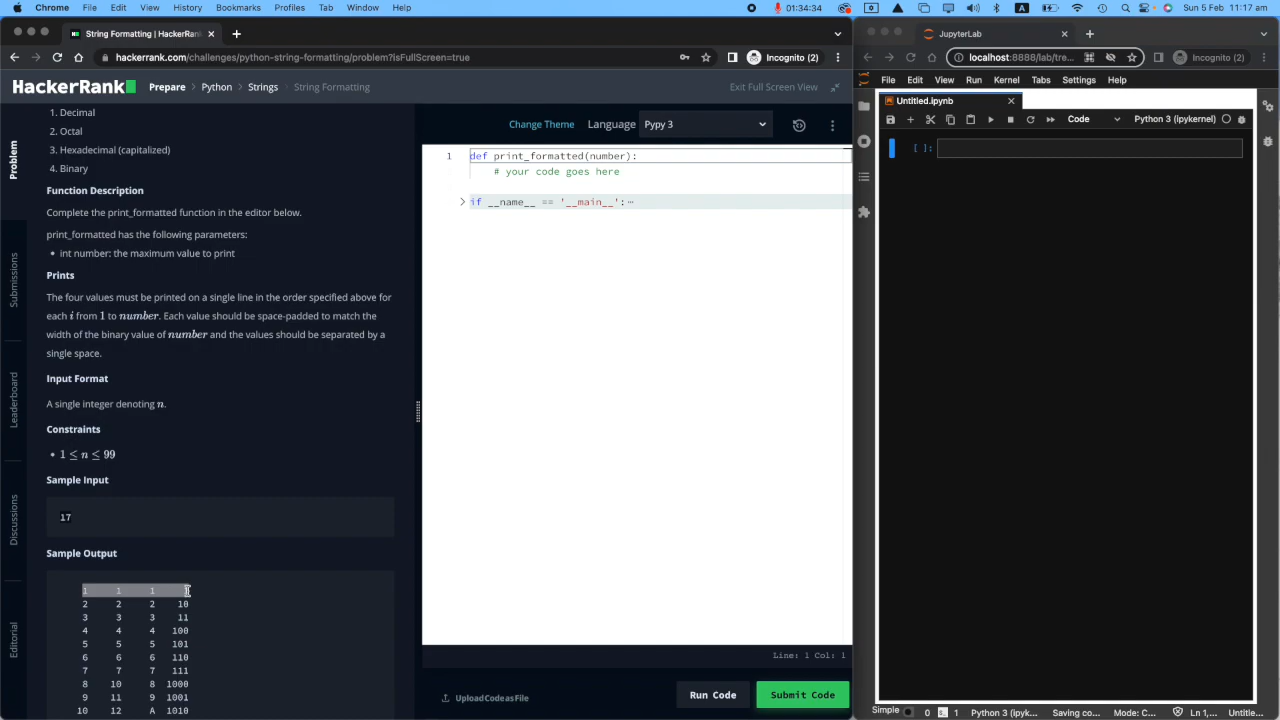 Chrome File Edit View History Bookmarks Profiles Tab Window Help 01:34:34 A Sun 5 Feb 11:17 am
String Formatting | HackerRank
JupyterLab
hackerrank.com/challenges/python-string-formatting/problem?isFullScreen=true Incognito (2)
localhost:8888/lab/tre... Incognito (2)
HackerRank Prepare Python Strings String Formatting Exit Full Screen View
File Edit View Run Kernel Tabs Settings Help
Untitled.ipynb
Code Python 3 (ipykernel)
[ ]:
Problem
Submissions
Leaderboard
Discussions
Editorial
1. Decimal
2. Octal
3. Hexadecimal (capitalized)
4. Binary
Function Description
Complete the print_formatted function in the editor below.
print_formatted has the following parameters:
• int number: the maximum value to print
Prints
The four values must be printed on a single line in the order specified above for
each i from 1 to number. Each value should be space-padded to match the
width of the binary value of number and the values should be separated by a
single space.
Input Format
A single integer denoting n.
Constraints
• 1 ≤ n ≤ 99
Sample Input
17
Sample Output
1 1 1 1
2 2 2 10
3 3 3 11
4 4 4 100
5 5 5 101
6 6 6 110
7 7 7 111
8 10 8 1000
9 11 9 1001
10 12 A 1010
Change Theme Language Pypy 3
1 def print_formatted(number):
# your code goes here
if __name__ == '__main__':
Line: 1 Col: 1
Upload Code as File Run Code Submit Code
Simple 0 1 Python 3 (ipyk... Saving co... Mode: C... Ln 1,... Untitle...